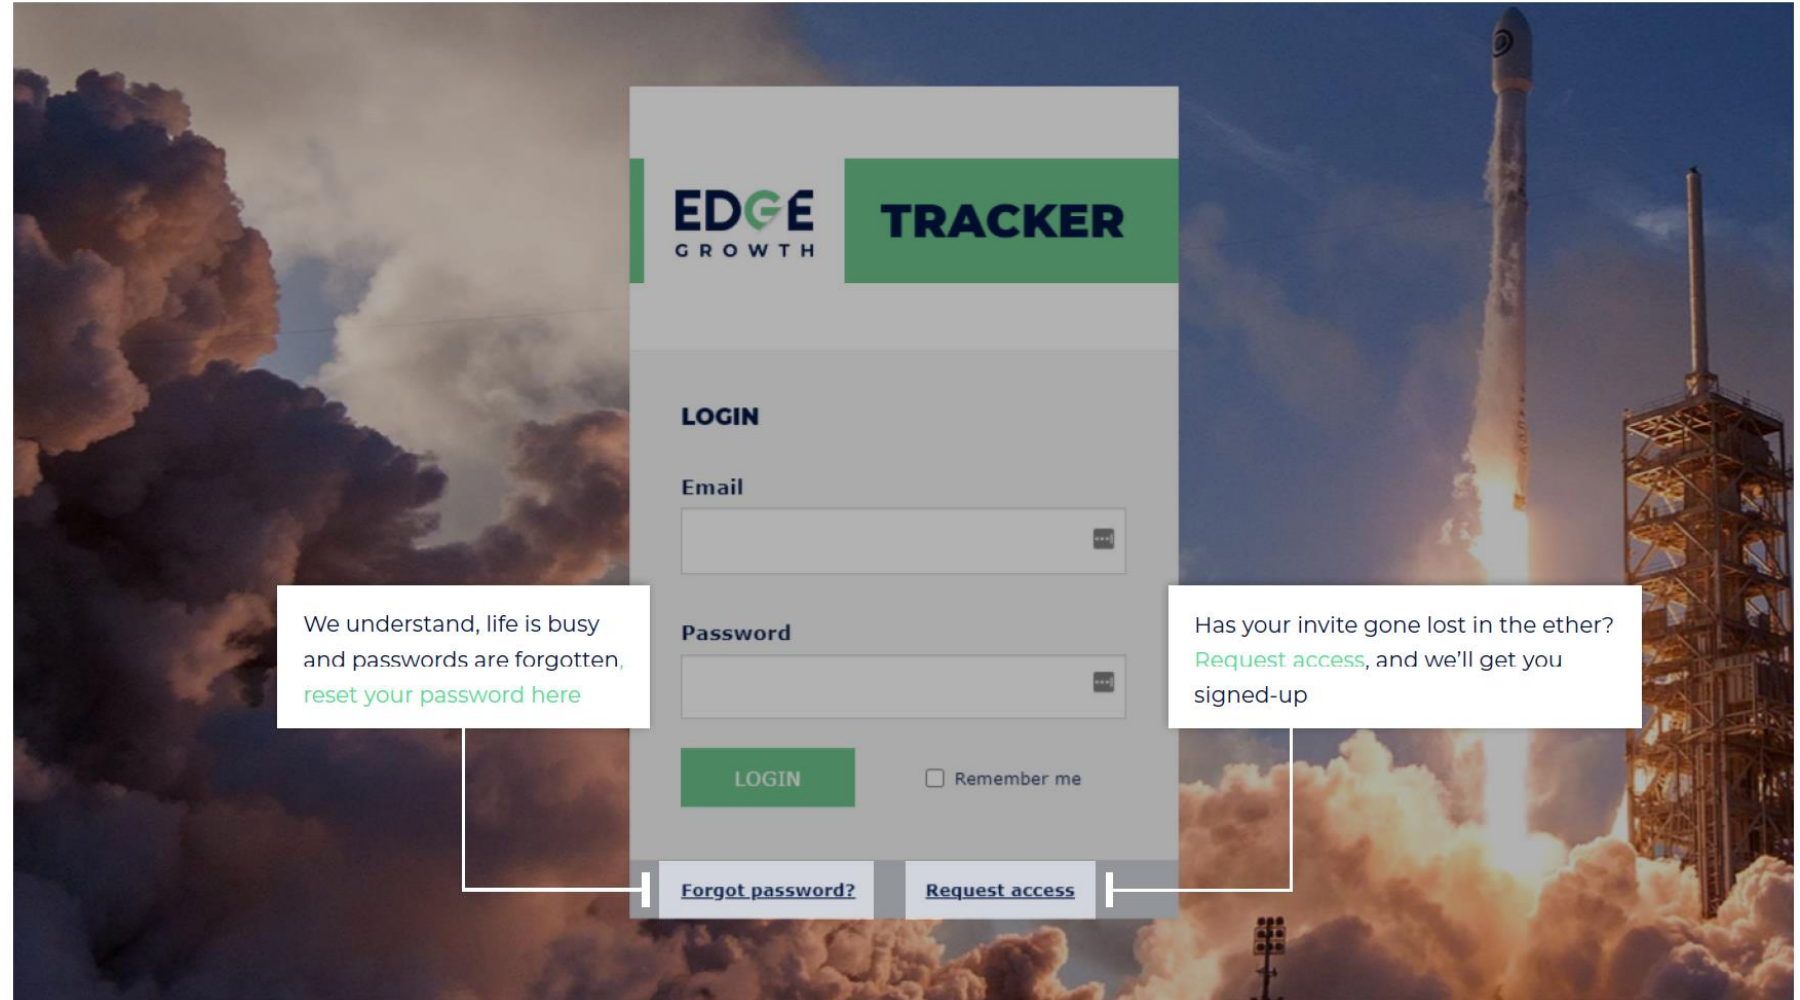 EDGE
GROWTH
TRACKER
LOGIN
Email
Password
We understand, life is busy
and passwords are forgotten,
reset your password here
Has your invite gone lost in the ether?
Request access, and we'll get you
signed-up
LOGIN
Remember me
Forgot password?
Request access